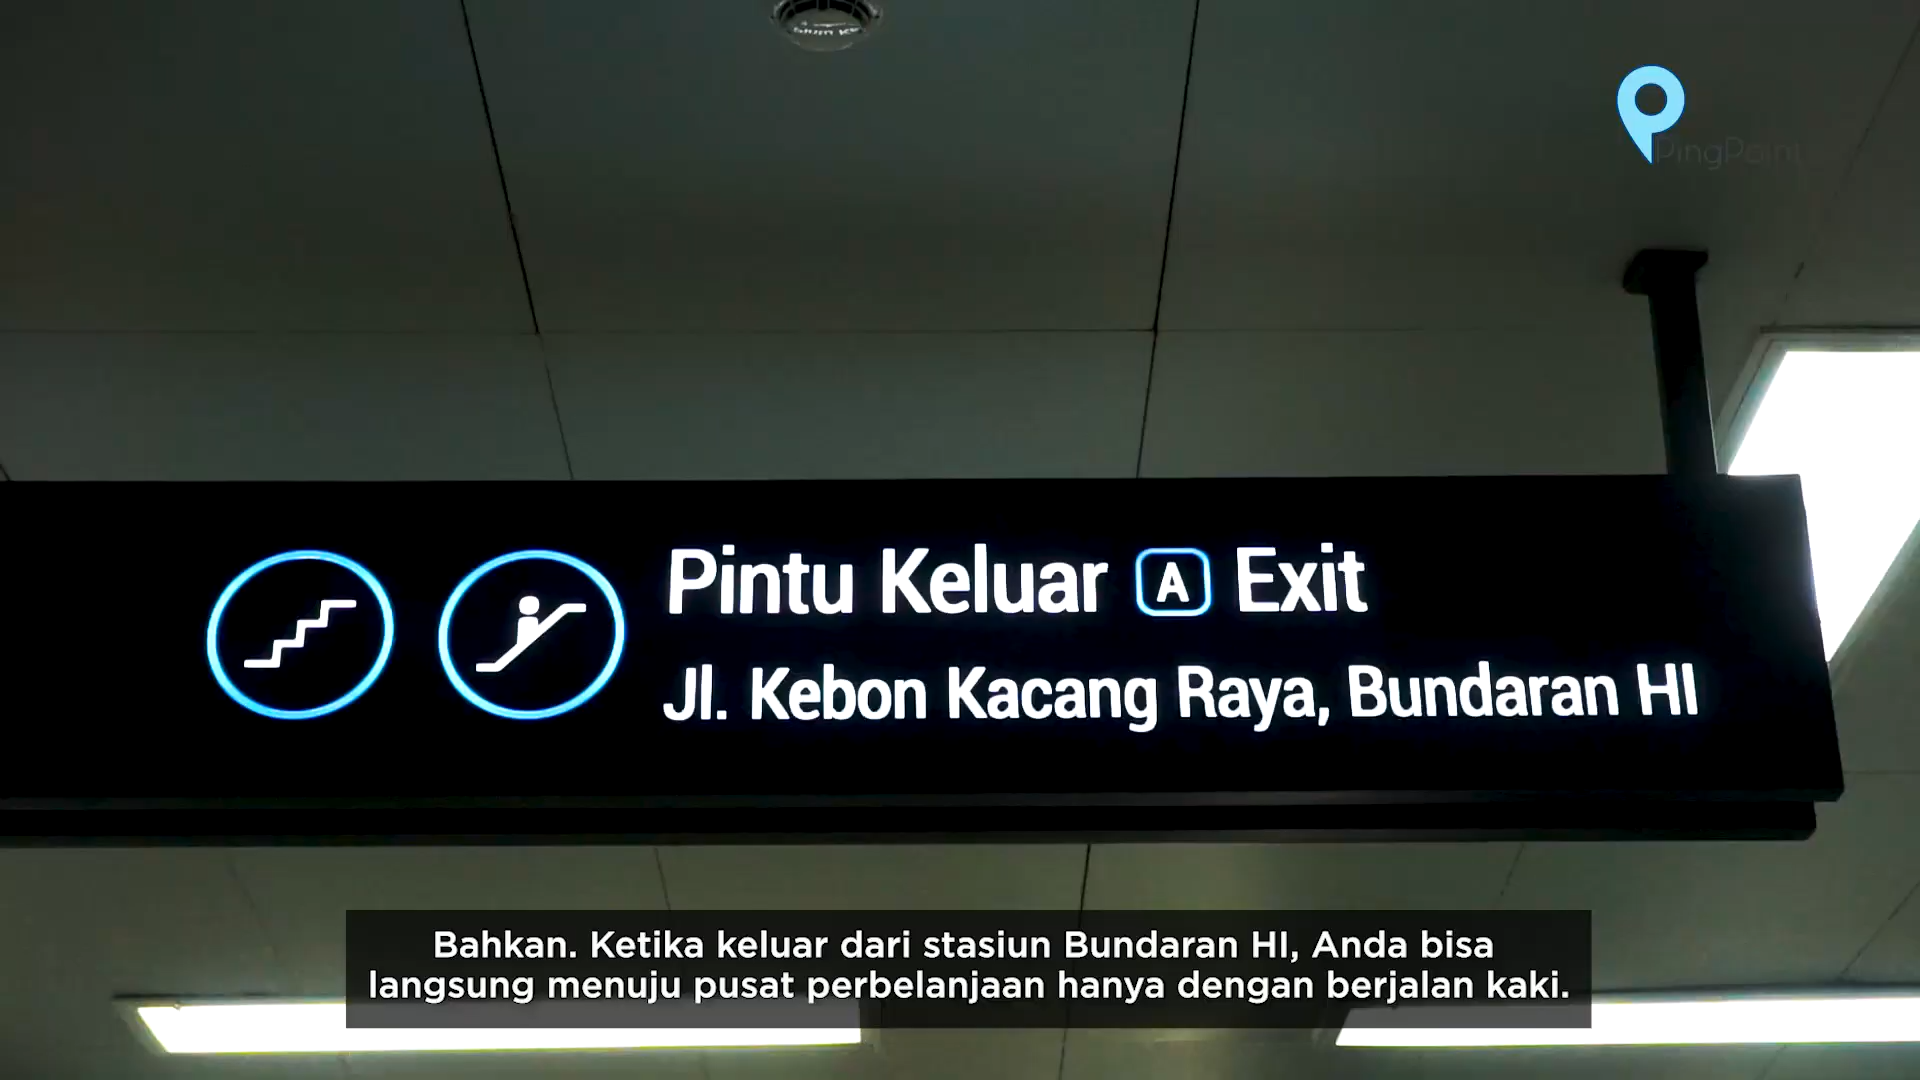 PingPoint
Pintu Keluar A Exit
Jl. Kebon Kacang Raya, Bundaran HI
Bahkan. Ketika keluar dari stasiun Bundaran HI, Anda bisa
langsung menuju pusat perbelanjaan hanya dengan berjalan kaki.